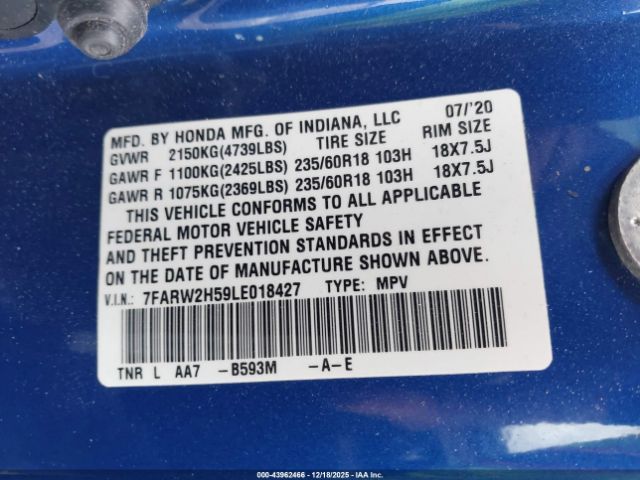 07/'20
MFD. BY HONDA MFG. OF INDIANA, LLC
GVWR 2150KG(4739LBS) TIRE SIZE RIM SIZE
GAWR F 1100KG(2425LBS) 235/60R18 103H 18X7.5J
GAWR R 1075KG(2369LBS) 235/60R18 103H 18X7.5J
THIS VEHICLE CONFORMS TO ALL APPLICABLE
FEDERAL MOTOR VEHICLE SAFETY
AND THEFT PREVENTION STANDARDS IN EFFECT
ON THE DATE OF MANUFACTURE SHOWN ABOVE.
V.I.N.: 7FARW2H59LE018427 TYPE: MPV
TNR L AA7 -B593M -A-E
000-43962466 - 12/18/2025 - IAA Inc.